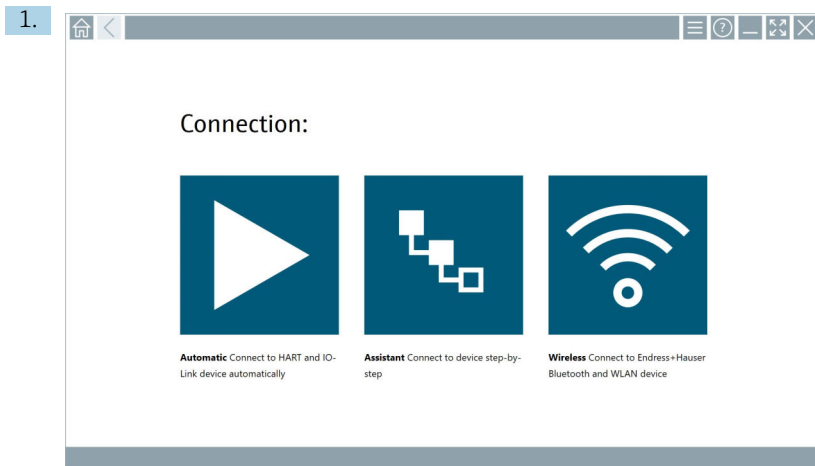 1.
Connection:
Automatic Connect to HART and IO-
Link device automatically
Assistant Connect to device step-by-
step
Wireless Connect to Endress+Hauser
Bluetooth and WLAN device